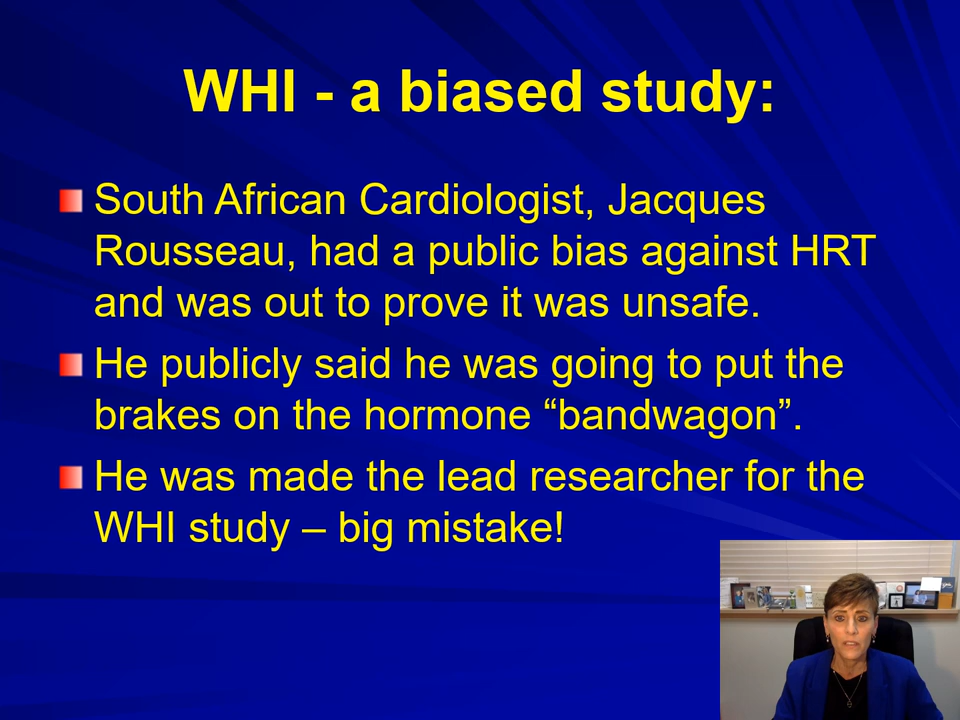 WHI - a biased study:
South African Cardiologist, Jacques
Rousseau, had a public bias against HRT
and was out to prove it was unsafe.
He publicly said he was going to put the
brakes on the hormone “bandwagon”.
He was made the lead researcher for the
WHI study – big mistake!